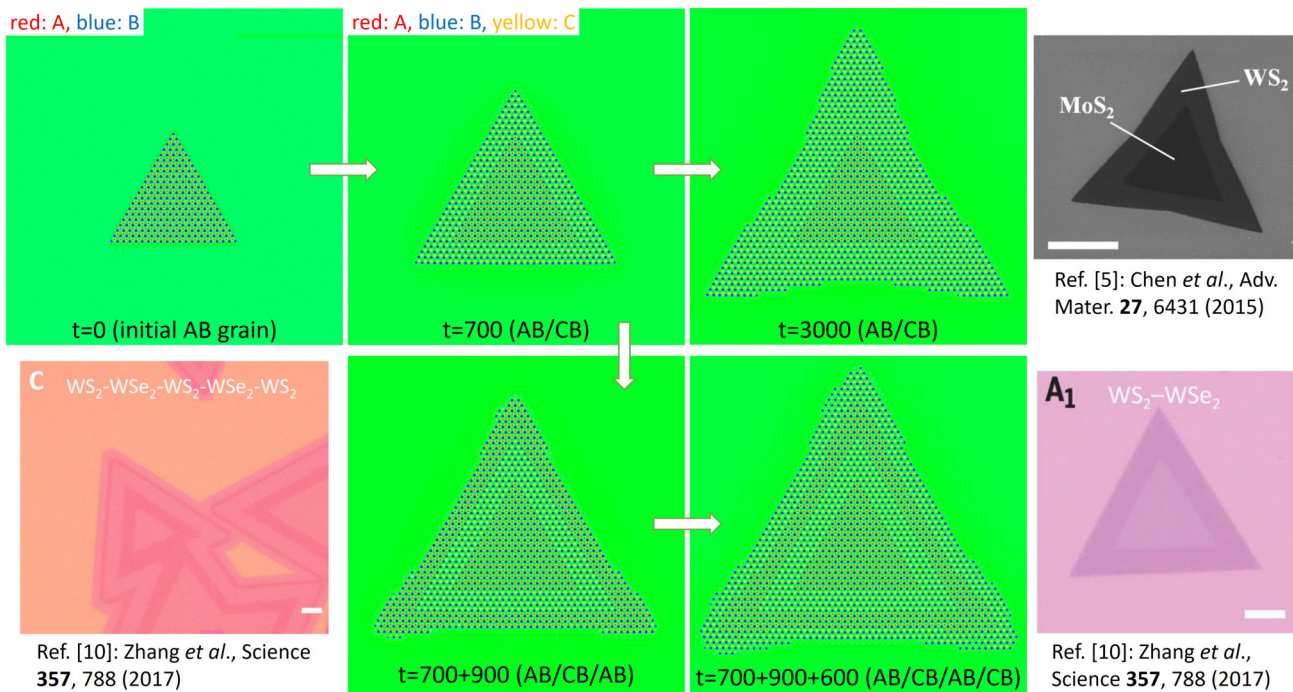 red: A, blue: B
t=0 (initial AB grain)
red: A, blue: B, yellow: C
t=700 (AB/CB)
t=3000 (AB/CB)
WS₂
MoS₂
Ref. [5]: Chen et al., Adv.
Mater. 27, 6431 (2015)
C WS₂-WSe₂-WS₂-WSe₂-WS₂
Ref. [10]: Zhang et al., Science
357, 788 (2017)
t=700+900 (AB/CB/AB)
t=700+900+600 (AB/CB/AB/CB)
A₁ WS₂–WSe₂
Ref. [10]: Zhang et al.,
Science 357, 788 (2017)